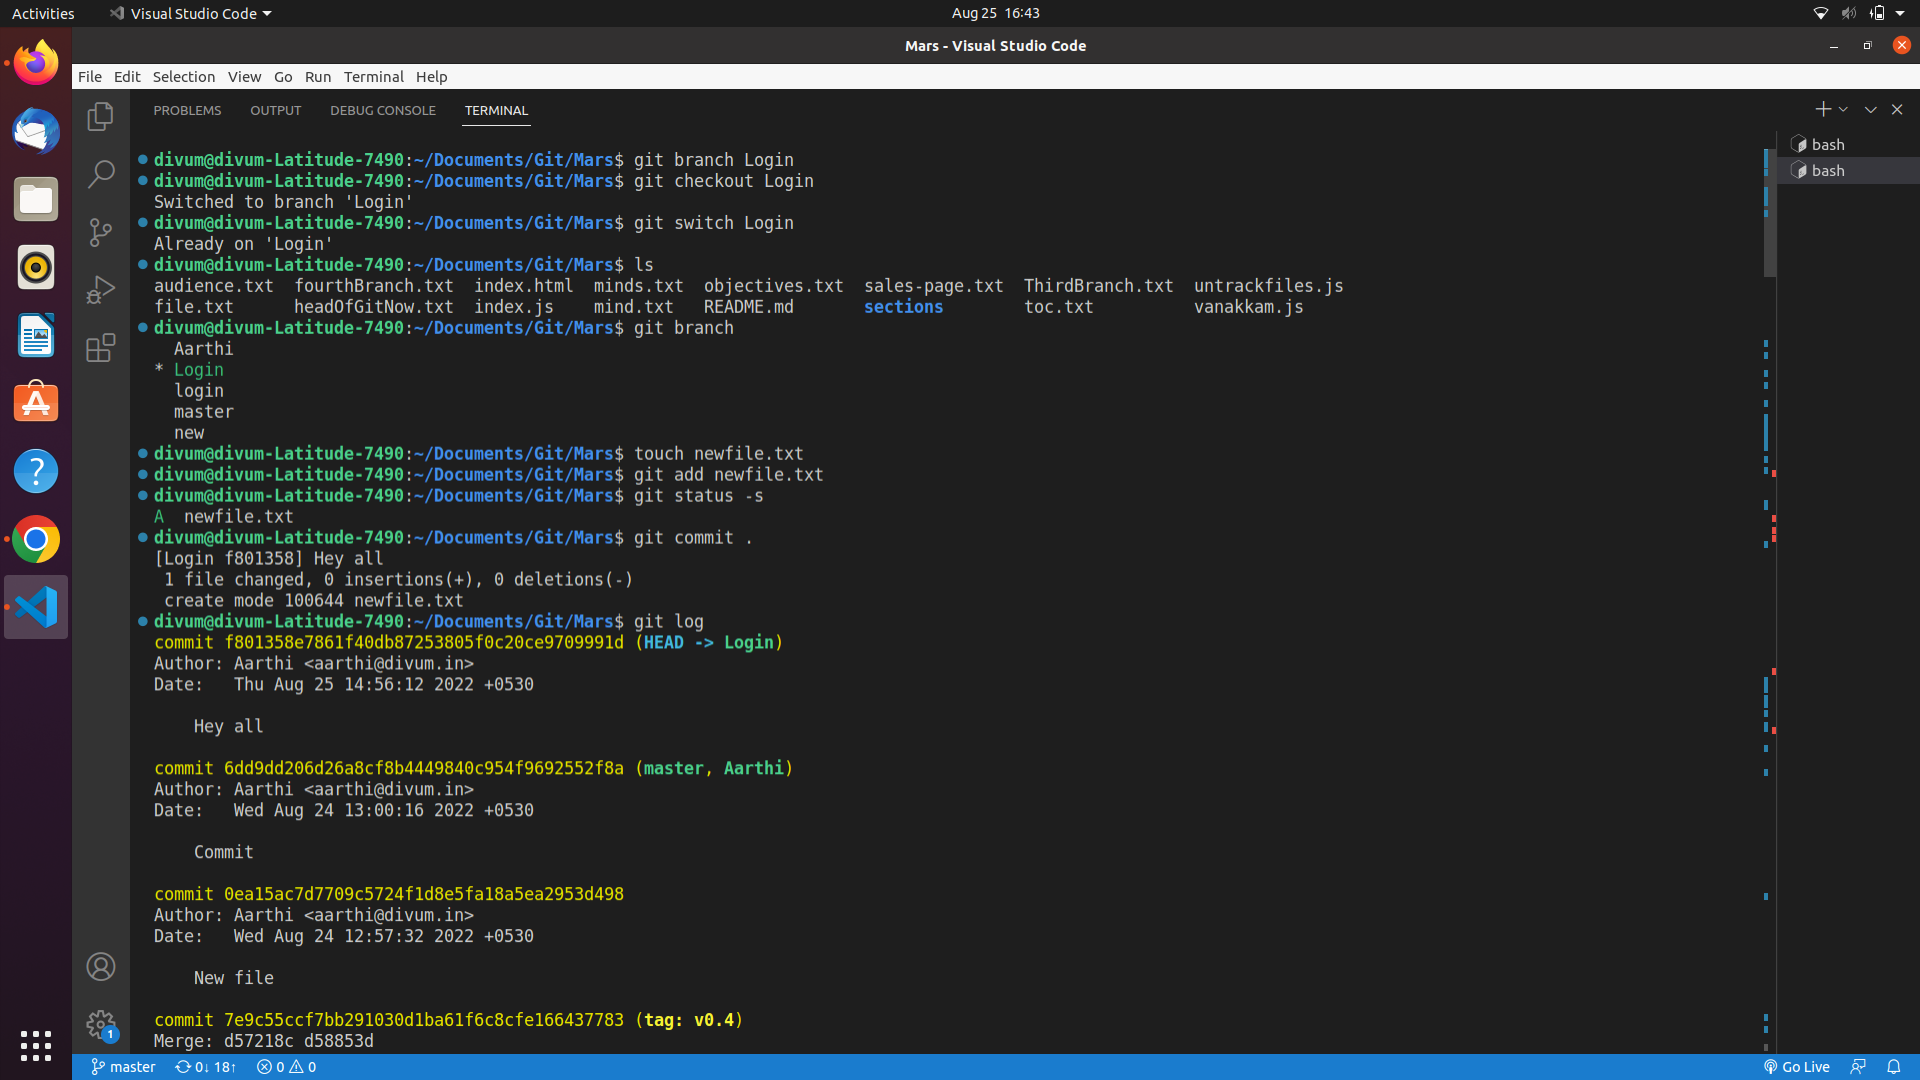 Activities Visual Studio Code Aug 25 16:43
Mars - Visual Studio Code
File Edit Selection View Go Run Terminal Help
PROBLEMS OUTPUT DEBUG CONSOLE TERMINAL
bash
bash
divum@divum-Latitude-7490:~/Documents/Git/Mars$ git branch Login
divum@divum-Latitude-7490:~/Documents/Git/Mars$ git checkout Login
Switched to branch 'Login'
divum@divum-Latitude-7490:~/Documents/Git/Mars$ git switch Login
Already on 'Login'
divum@divum-Latitude-7490:~/Documents/Git/Mars$ ls
audience.txt fourthBranch.txt index.html minds.txt objectives.txt sales-page.txt ThirdBranch.txt untrackfiles.js
file.txt headOfGitNow.txt index.js mind.txt README.md sections toc.txt vanakkam.js
divum@divum-Latitude-7490:~/Documents/Git/Mars$ git branch
Aarthi
* Login
login
master
new
divum@divum-Latitude-7490:~/Documents/Git/Mars$ touch newfile.txt
divum@divum-Latitude-7490:~/Documents/Git/Mars$ git add newfile.txt
divum@divum-Latitude-7490:~/Documents/Git/Mars$ git status -s
A newfile.txt
divum@divum-Latitude-7490:~/Documents/Git/Mars$ git commit .
[Login f801358] Hey all
1 file changed, 0 insertions(+), 0 deletions(-)
create mode 100644 newfile.txt
divum@divum-Latitude-7490:~/Documents/Git/Mars$ git log
commit f801358e7861f40db87253805f0c20ce9709991d (HEAD -> Login)
Author: Aarthi <aarthi@divum.in>
Date: Thu Aug 25 14:56:12 2022 +0530
Hey all
commit 6dd9dd206d26a8cf8b4449840c954f9692552f8a (master, Aarthi)
Author: Aarthi <aarthi@divum.in>
Date: Wed Aug 24 13:00:16 2022 +0530
Commit
commit 0ea15ac7d7709c5724f1d8e5fa18a5ea2953d498
Author: Aarthi <aarthi@divum.in>
Date: Wed Aug 24 12:57:32 2022 +0530
New file
commit 7e9c55ccf7bb291030d1ba61f6c8cfe166437783 (tag: v0.4)
Merge: d57218c d58853d
1
master 0↓ 18↑ 0 0 Go Live